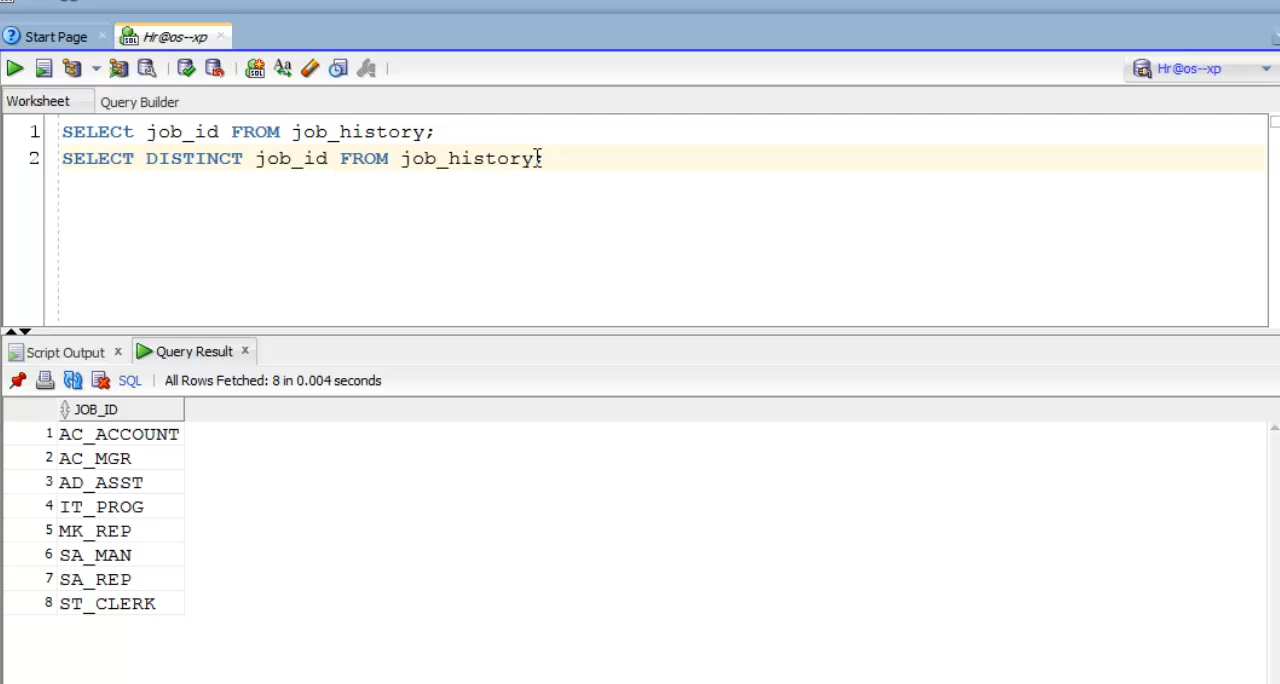 Start Page
Hr@os--xp
Hr@os--xp
Worksheet
Query Builder
1 SELECt job_id FROM job_history;
2 SELECT DISTINCT job_id FROM job_history;
Script Output x
Query Result x
SQL | All Rows Fetched: 8 in 0.004 seconds
JOB_ID
1 AC_ACCOUNT
2 AC_MGR
3 AD_ASST
4 IT_PROG
5 MK_REP
6 SA_MAN
7 SA_REP
8 ST_CLERK